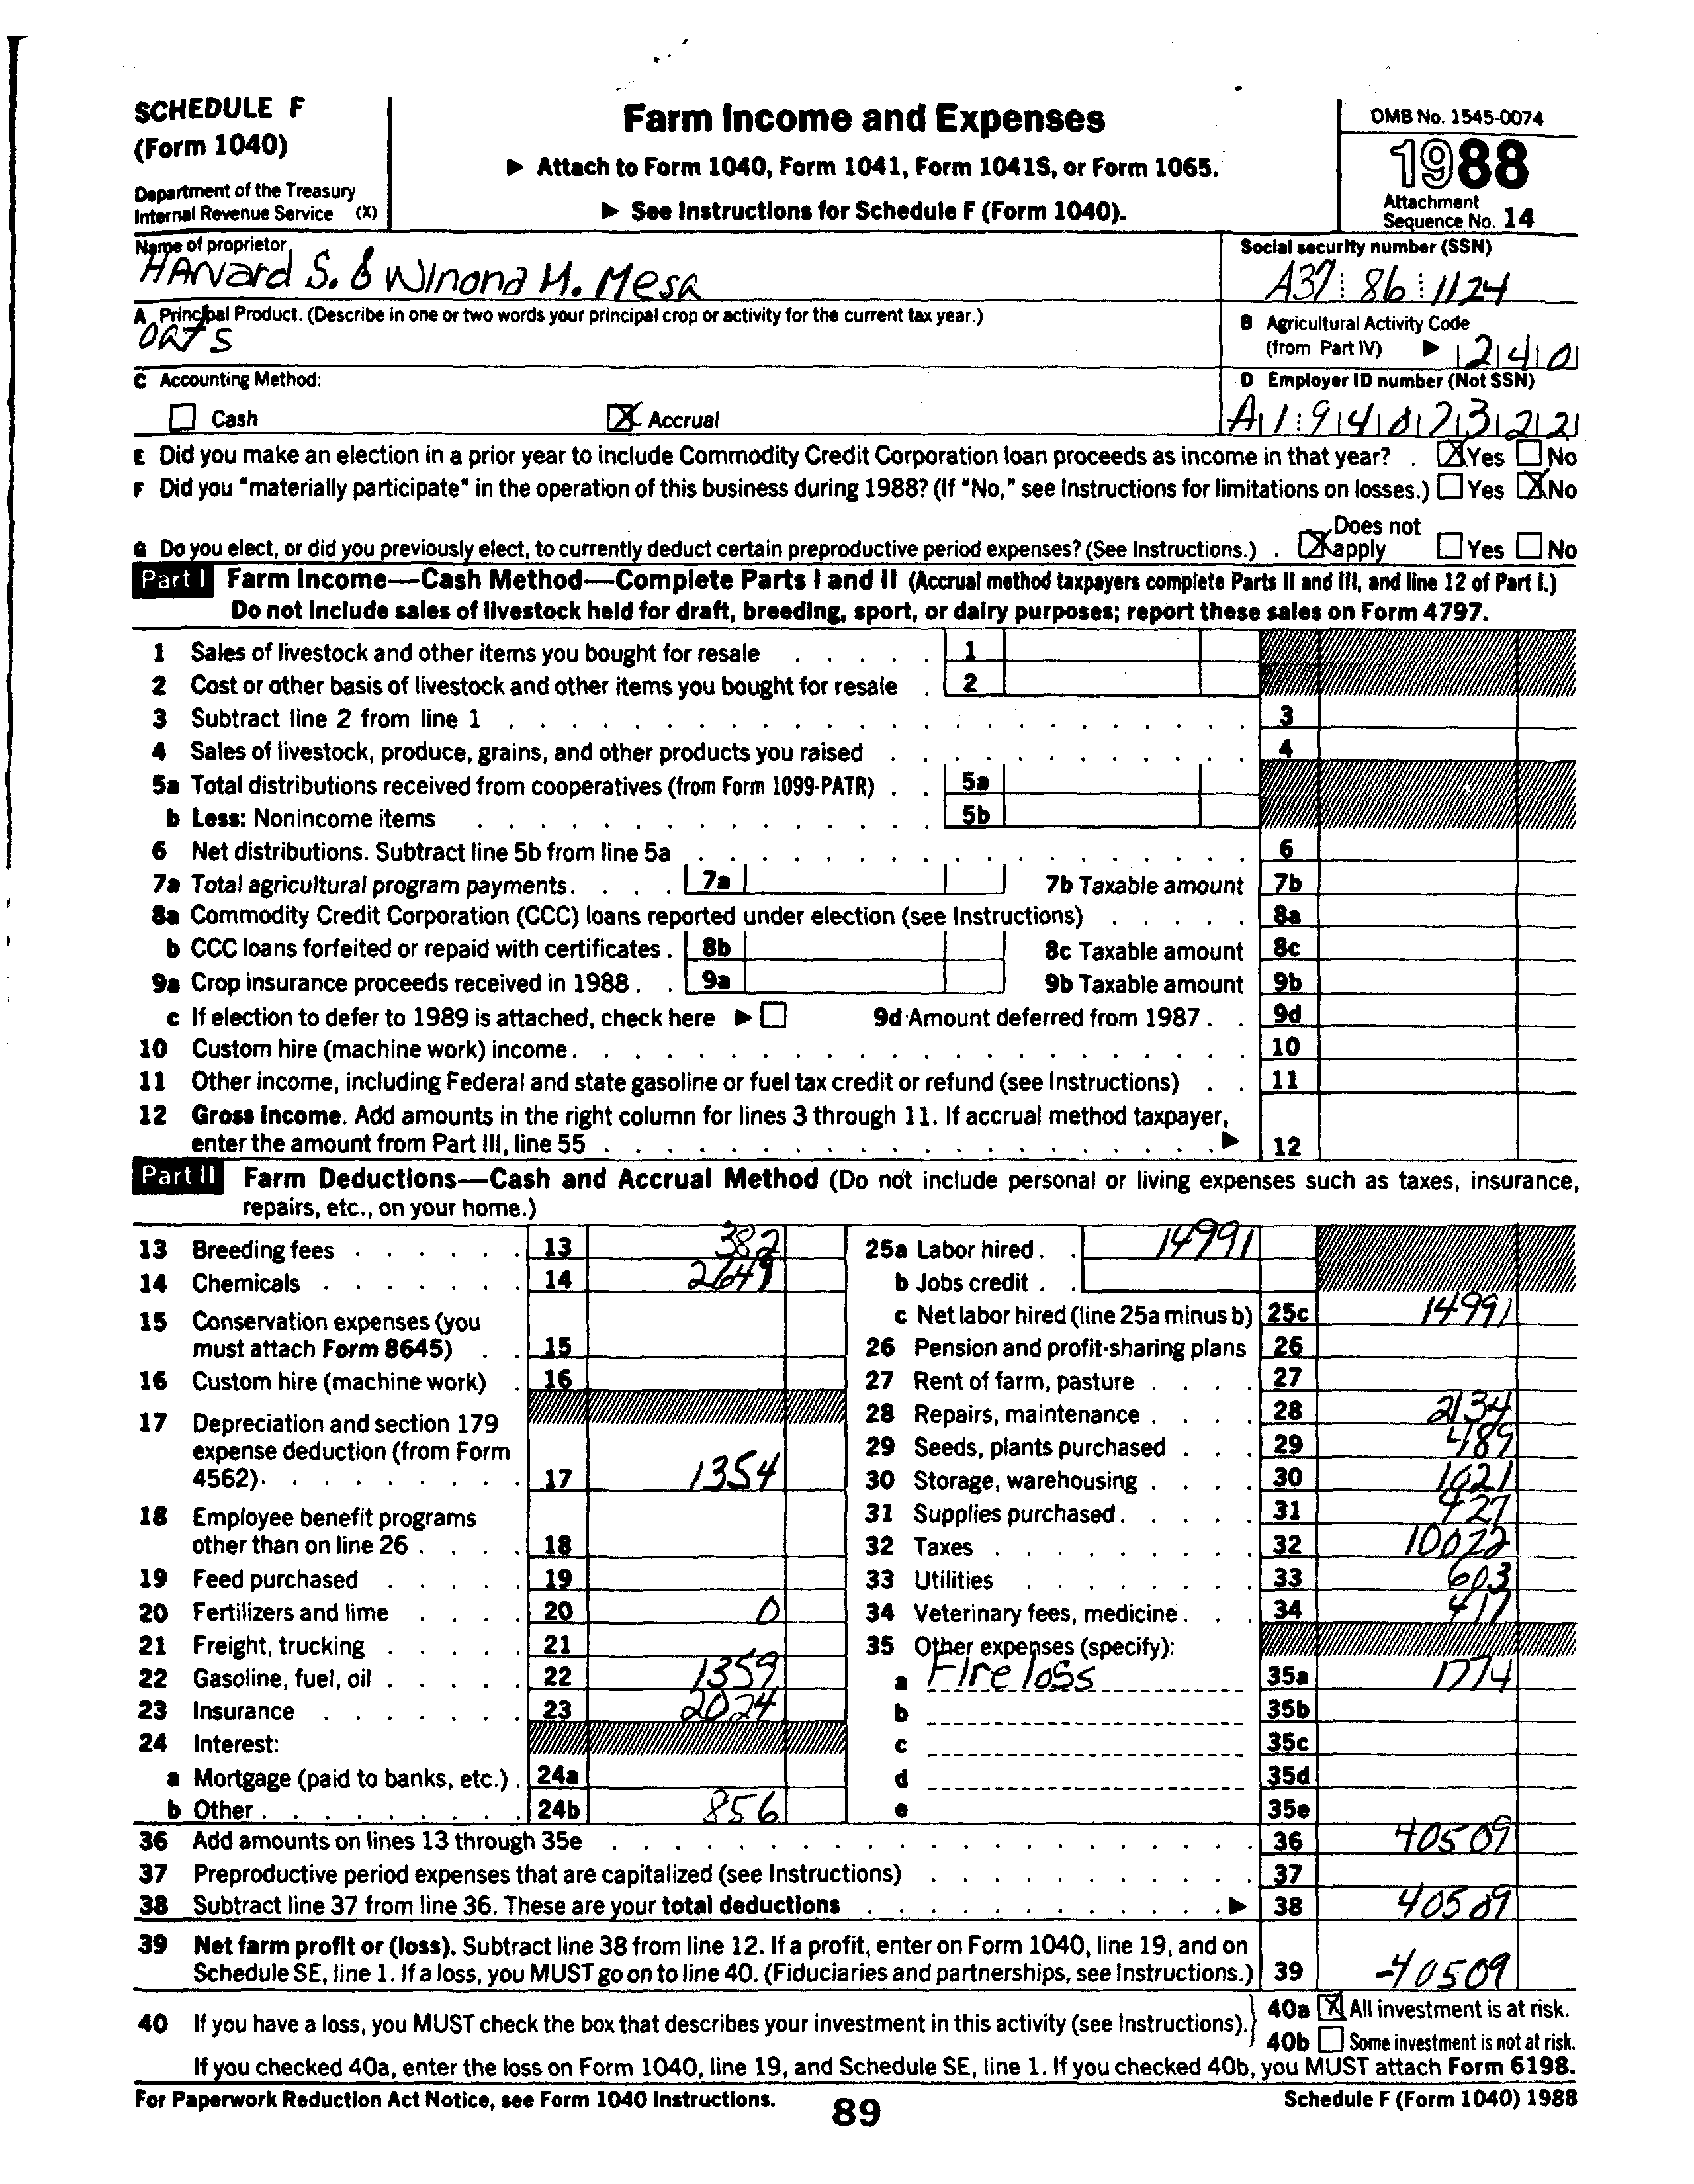 SCHEDULE F
(Form 1040)
Department of the Treasury
Internal Revenue Service (X)
Farm Income and Expenses
▶ Attach to Form 1040, Form 1041, Form 1041S, or Form 1065.
▶ See Instructions for Schedule F (Form 1040).
OMB No. 1545-0074
1988
Attachment
Sequence No. 14
Name of proprietor
HArvard S. & Winona M. Mesa
Social security number (SSN)
A37 86 1124
A Principal Product. (Describe in one or two words your principal crop or activity for the current tax year.)
OATS
B Agricultural Activity Code
(from Part IV) ▶ 240
C Accounting Method:
Cash
X Accrual
D Employer ID number (Not SSN)
A1 9487322
E Did you make an election in a prior year to include Commodity Credit Corporation loan proceeds as income in that year? . X Yes No
F Did you "materially participate" in the operation of this business during 1988? (If "No," see Instructions for limitations on losses.) Yes X No
G Do you elect, or did you previously elect, to currently deduct certain preproductive period expenses? (See Instructions.) . X Does not apply Yes No
Part I Farm Income—Cash Method—Complete Parts I and II (Accrual method taxpayers complete Parts II and III, and line 12 of Part I.)
Do not include sales of livestock held for draft, breeding, sport, or dairy purposes; report these sales on Form 4797.
1 Sales of livestock and other items you bought for resale . . . . . 1
2 Cost or other basis of livestock and other items you bought for resale . 2
3 Subtract line 2 from line 1 . . . . 3
4 Sales of livestock, produce, grains, and other products you raised . . . . 4
5a Total distributions received from cooperatives (from Form 1099-PATR) . . 5a
b Less: Nonincome items . . . . 5b
6 Net distributions. Subtract line 5b from line 5a . . . . 6
7a Total agricultural program payments. . . . . 7a 7b Taxable amount 7b
8a Commodity Credit Corporation (CCC) loans reported under election (see Instructions) . . . . . 8a
b CCC loans forfeited or repaid with certificates . 8b 8c Taxable amount 8c
9a Crop insurance proceeds received in 1988 . . 9a 9b Taxable amount 9b
c If election to defer to 1989 is attached, check here ▶ 9d Amount deferred from 1987 . . 9d
10 Custom hire (machine work) income . . . . 10
11 Other income, including Federal and state gasoline or fuel tax credit or refund (see Instructions) . . 11
12 Gross Income. Add amounts in the right column for lines 3 through 11. If accrual method taxpayer,
enter the amount from Part III, line 55 . . . . ▶ 12
Part II Farm Deductions—Cash and Accrual Method (Do not include personal or living expenses such as taxes, insurance,
repairs, etc., on your home.)
13 Breeding fees . . . . . . 13 382
14 Chemicals . . . . . . . 14 2649
15 Conservation expenses (you
must attach Form 8645) . . 15
16 Custom hire (machine work) . 16
17 Depreciation and section 179
expense deduction (from Form
4562) . . . . . . . . 17 1354
18 Employee benefit programs
other than on line 26 . . . . 18
19 Feed purchased . . . . . 19
20 Fertilizers and lime . . . . 20 0
21 Freight, trucking . . . . . 21
22 Gasoline, fuel, oil . . . . . 22 1359
23 Insurance . . . . . . . 23 2024
24 Interest:
a Mortgage (paid to banks, etc.) . 24a
b Other . . . . . . . . . 24b 856
25a Labor hired . . 14991
b Jobs credit . .
c Net labor hired (line 25a minus b) 25c 14991
26 Pension and profit-sharing plans 26
27 Rent of farm, pasture . . . . 27
28 Repairs, maintenance . . . . 28 2134
29 Seeds, plants purchased . . . 29 489
30 Storage, warehousing . . . . 30 1021
31 Supplies purchased . . . . . 31 427
32 Taxes . . . . . . . . . 32 10022
33 Utilities . . . . . . . 33 603
34 Veterinary fees, medicine . . . 34 417
35 Other expenses (specify):
a Fire loss 35a 1774
b 35b
c 35c
d 35d
e 35e
36 Add amounts on lines 13 through 35e . . . . 36 40509
37 Preproductive period expenses that are capitalized (see Instructions) . . . . 37
38 Subtract line 37 from line 36. These are your total deductions . . . . ▶ 38 40509
39 Net farm profit or (loss). Subtract line 38 from line 12. If a profit, enter on Form 1040, line 19, and on
Schedule SE, line 1. If a loss, you MUST go on to line 40. (Fiduciaries and partnerships, see Instructions.) 39 -40509
40 If you have a loss, you MUST check the box that describes your investment in this activity (see Instructions).
40a X All investment is at risk.
40b Some investment is not at risk.
If you checked 40a, enter the loss on Form 1040, line 19, and Schedule SE, line 1. If you checked 40b, you MUST attach Form 6198.
For Paperwork Reduction Act Notice, see Form 1040 Instructions.
89
Schedule F (Form 1040) 1988